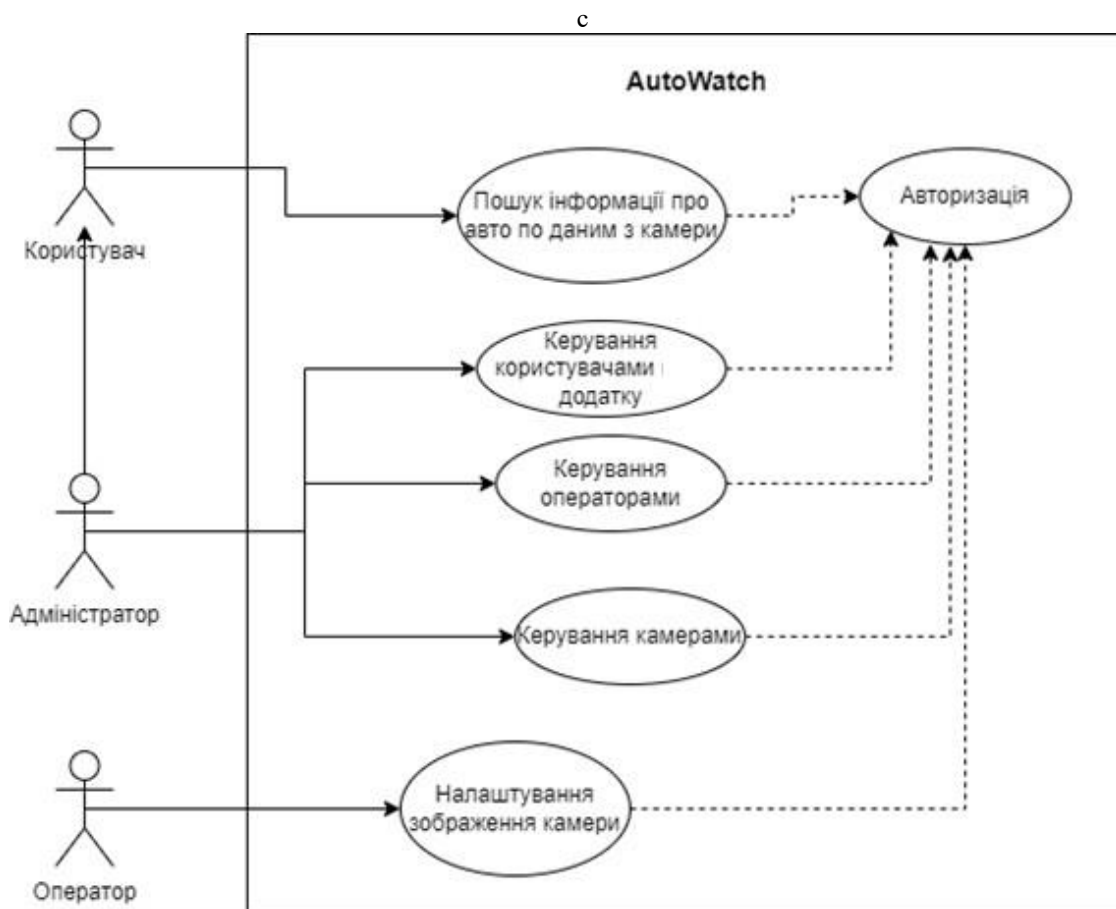 с
AutoWatch
Пошук інформації про
авто по даним з камери
Авторизація
Користувач
Керування
користувачами
додатку
Керування
операторами
Адміністратор
Керування камерами
Налаштування
зображення камери
Оператор